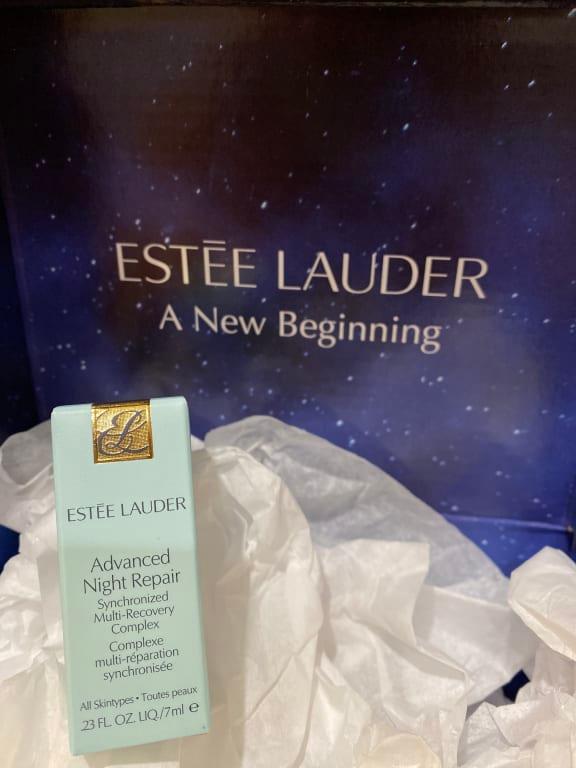 ESTĒE LAUDER
A New Beginning
EL
ESTĒE LAUDER
Advanced
Night Repair
Synchronized
Multi-Recovery
Complex
Complexe
multi-réparation
synchronisée
All Skintypes • Toutes peaux
.23 FL. OZ. LIQ./7ml ℮